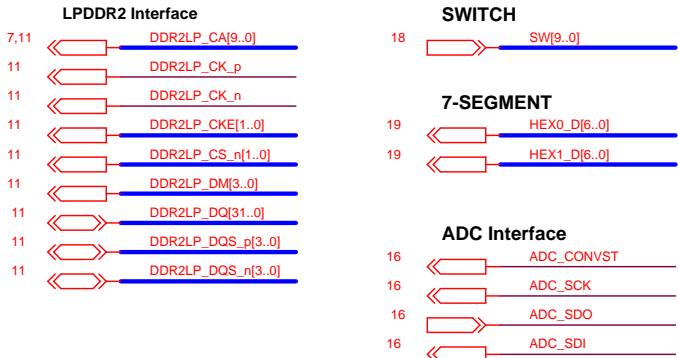 LPDDR2 Interface
7,11 DDR2LP_CA[9..0]
11 DDR2LP_CK_p
11 DDR2LP_CK_n
11 DDR2LP_CKE[1..0]
11 DDR2LP_CS_n[1..0]
11 DDR2LP_DM[3..0]
11 DDR2LP_DQ[31..0]
11 DDR2LP_DQS_p[3..0]
11 DDR2LP_DQS_n[3..0]
SWITCH
18 SW[9..0]
7-SEGMENT
19 HEX0_D[6..0]
19 HEX1_D[6..0]
ADC Interface
16 ADC_CONVST
16 ADC_SCK
16 ADC_SDO
16 ADC_SDI